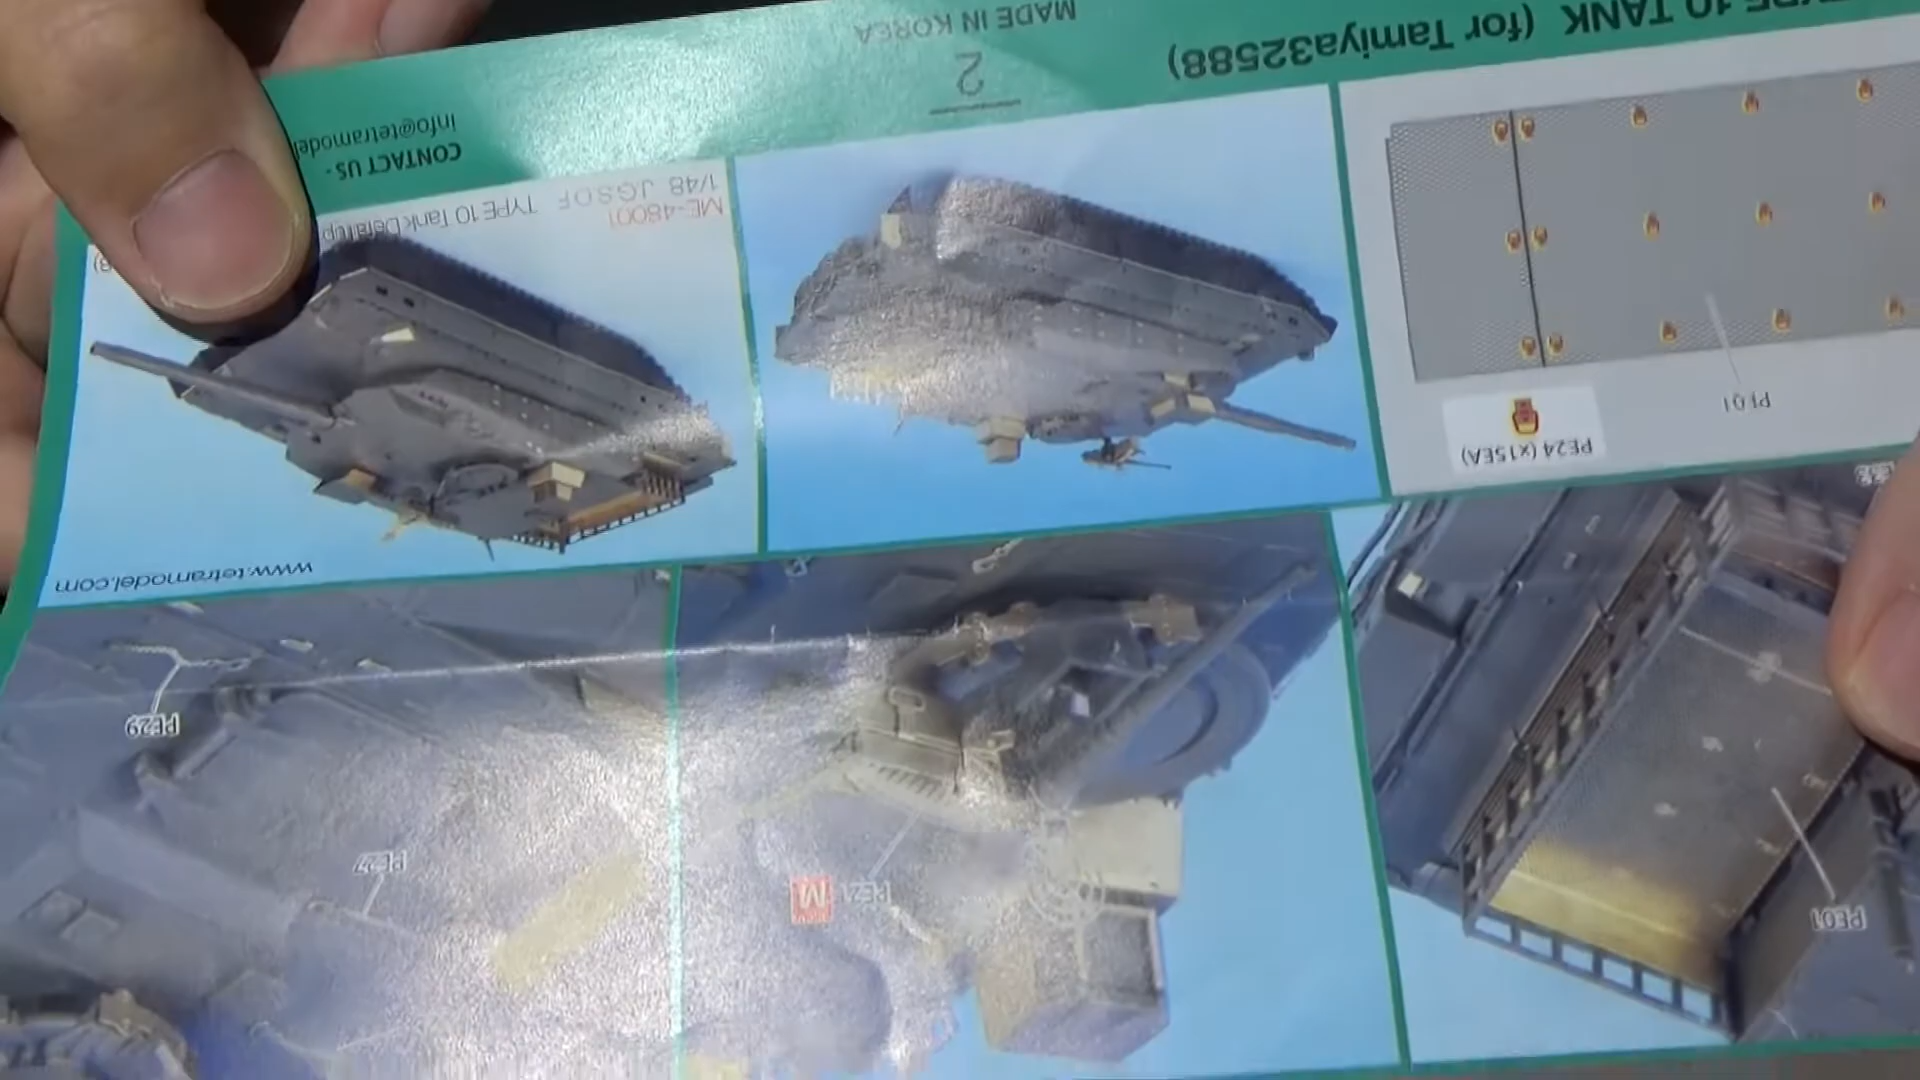 TYPE 10 TANK (for Tamiya32588)
MADE IN KOREA
2
CONTACT US -
info@tetramodel
ME-48001
1/48 J.G.S.D.F TYPE 10 Tank Detail up
www.tetramodel.com
PE24 (x15EA)
PE01
PE29
PE27
M
PE01